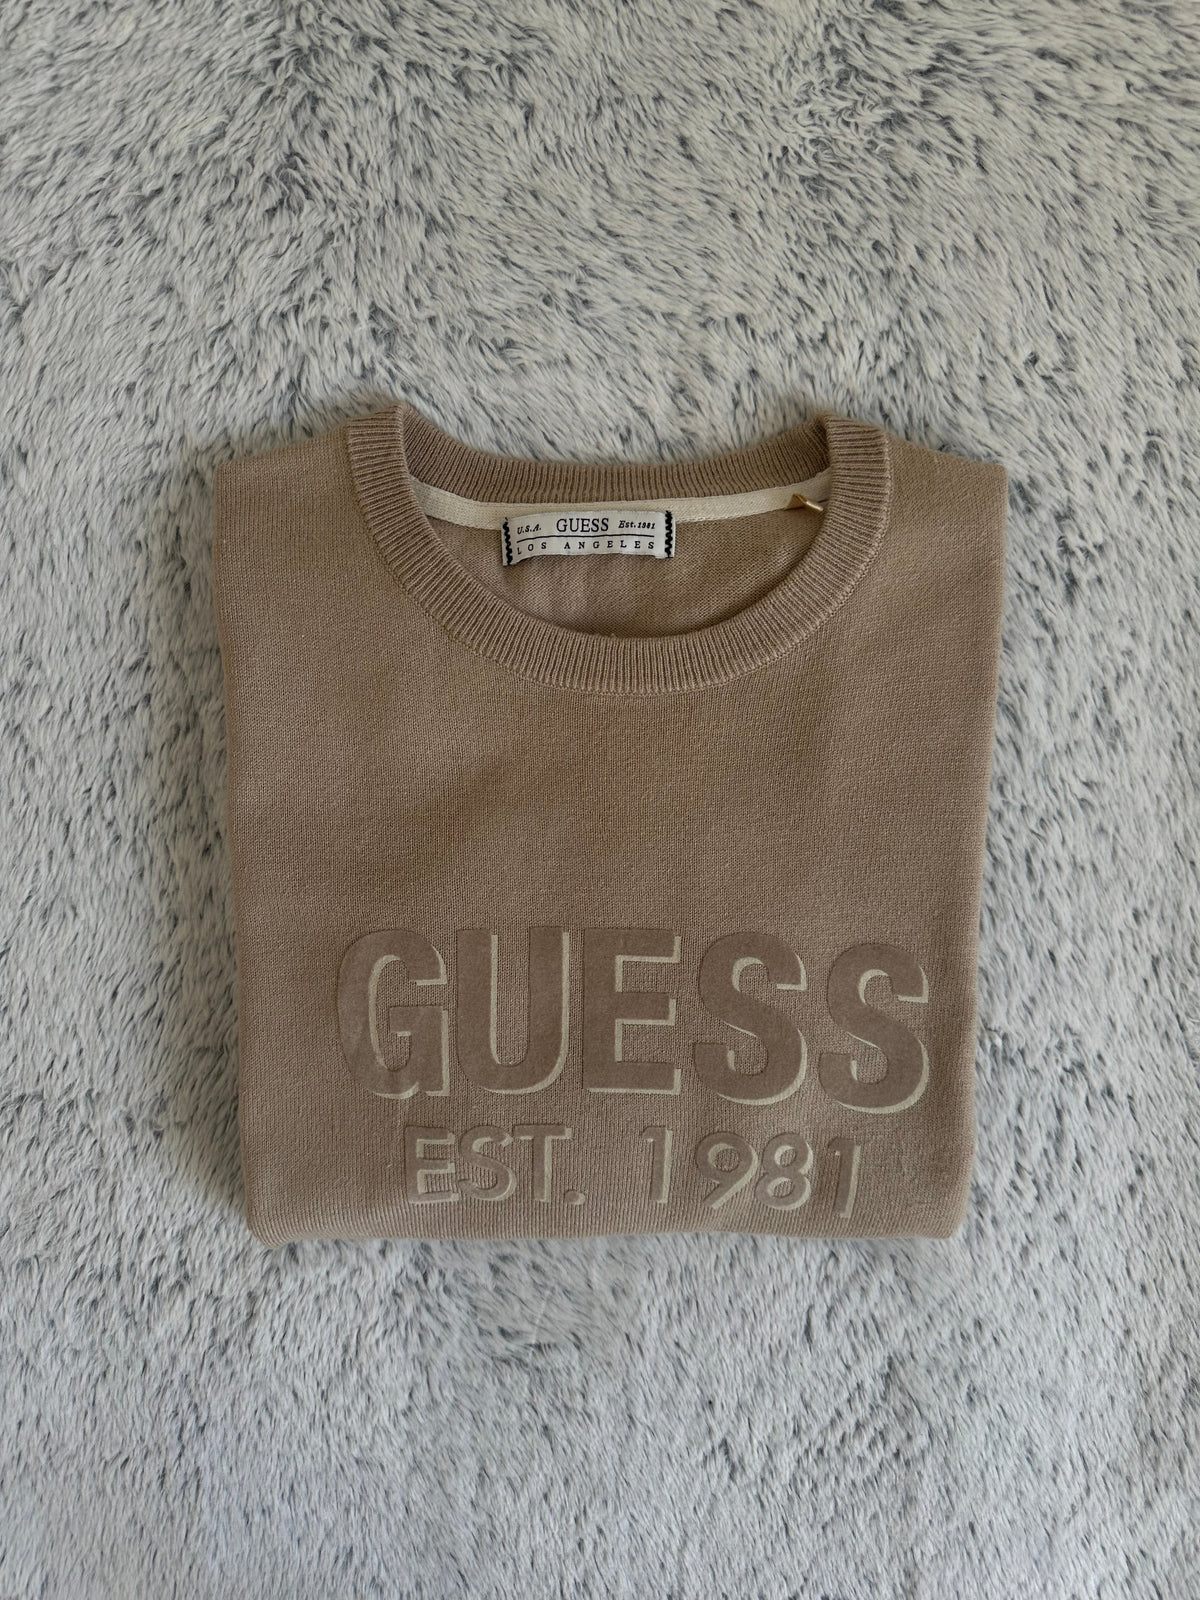 U.S.A. GUESS Est. 1981
LOS ANGELES
GUESS
EST. 1981